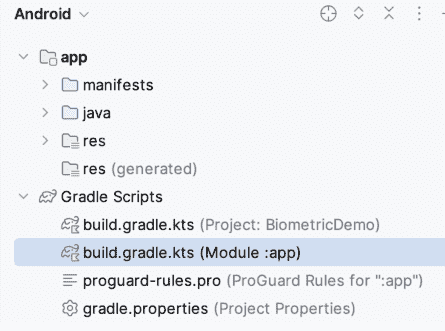 Android
app
manifests
java
res
res (generated)
Gradle Scripts
build.gradle.kts (Project: BiometricDemo)
build.gradle.kts (Module :app)
proguard-rules.pro (ProGuard Rules for ":app")
gradle.properties (Project Properties)